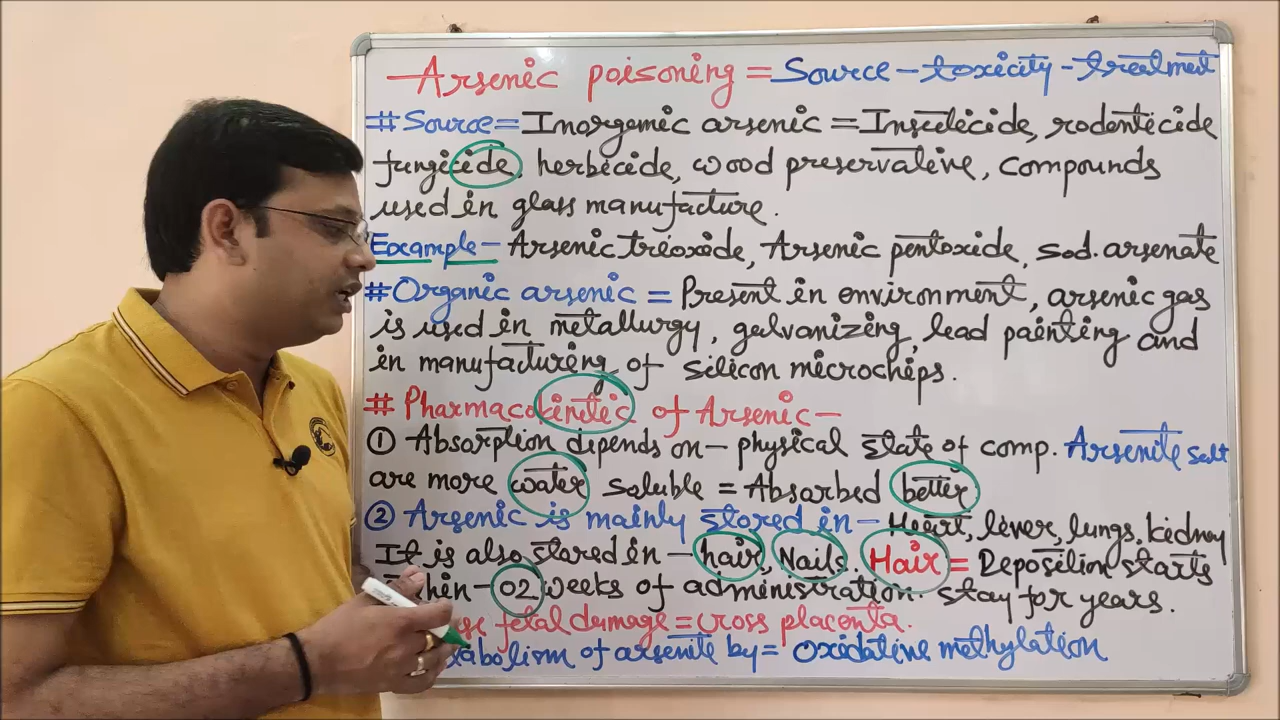 Arsenic poisoning = Source - toxicity - treatment
# Source = Inorganic arsenic = Insecticide, rodenticide
fungicide, herbicide, wood preservative, compounds
used in glass manufacture.
Example - Arsenic trioxide, Arsenic pentoxide, sod. arsenate
# Organic arsenic = Present in environment, arsenic gas
is used in metallurgy, galvanizing, lead painting and
in manufacturing of silicon microchips.
# Pharmacokinetic of Arsenic -
① Absorption depends on - physical state of comp. Arsenite salt
are more water soluble = Absorbed better
② Arsenic is mainly stored in - Heart, liver, lungs, kidney
It is also stored in - hair, Nails. Hair = Deposition starts
02 weeks of administration. stay for years.
fetal damage = cross placenta.
of arsenite by = Oxidative methylation